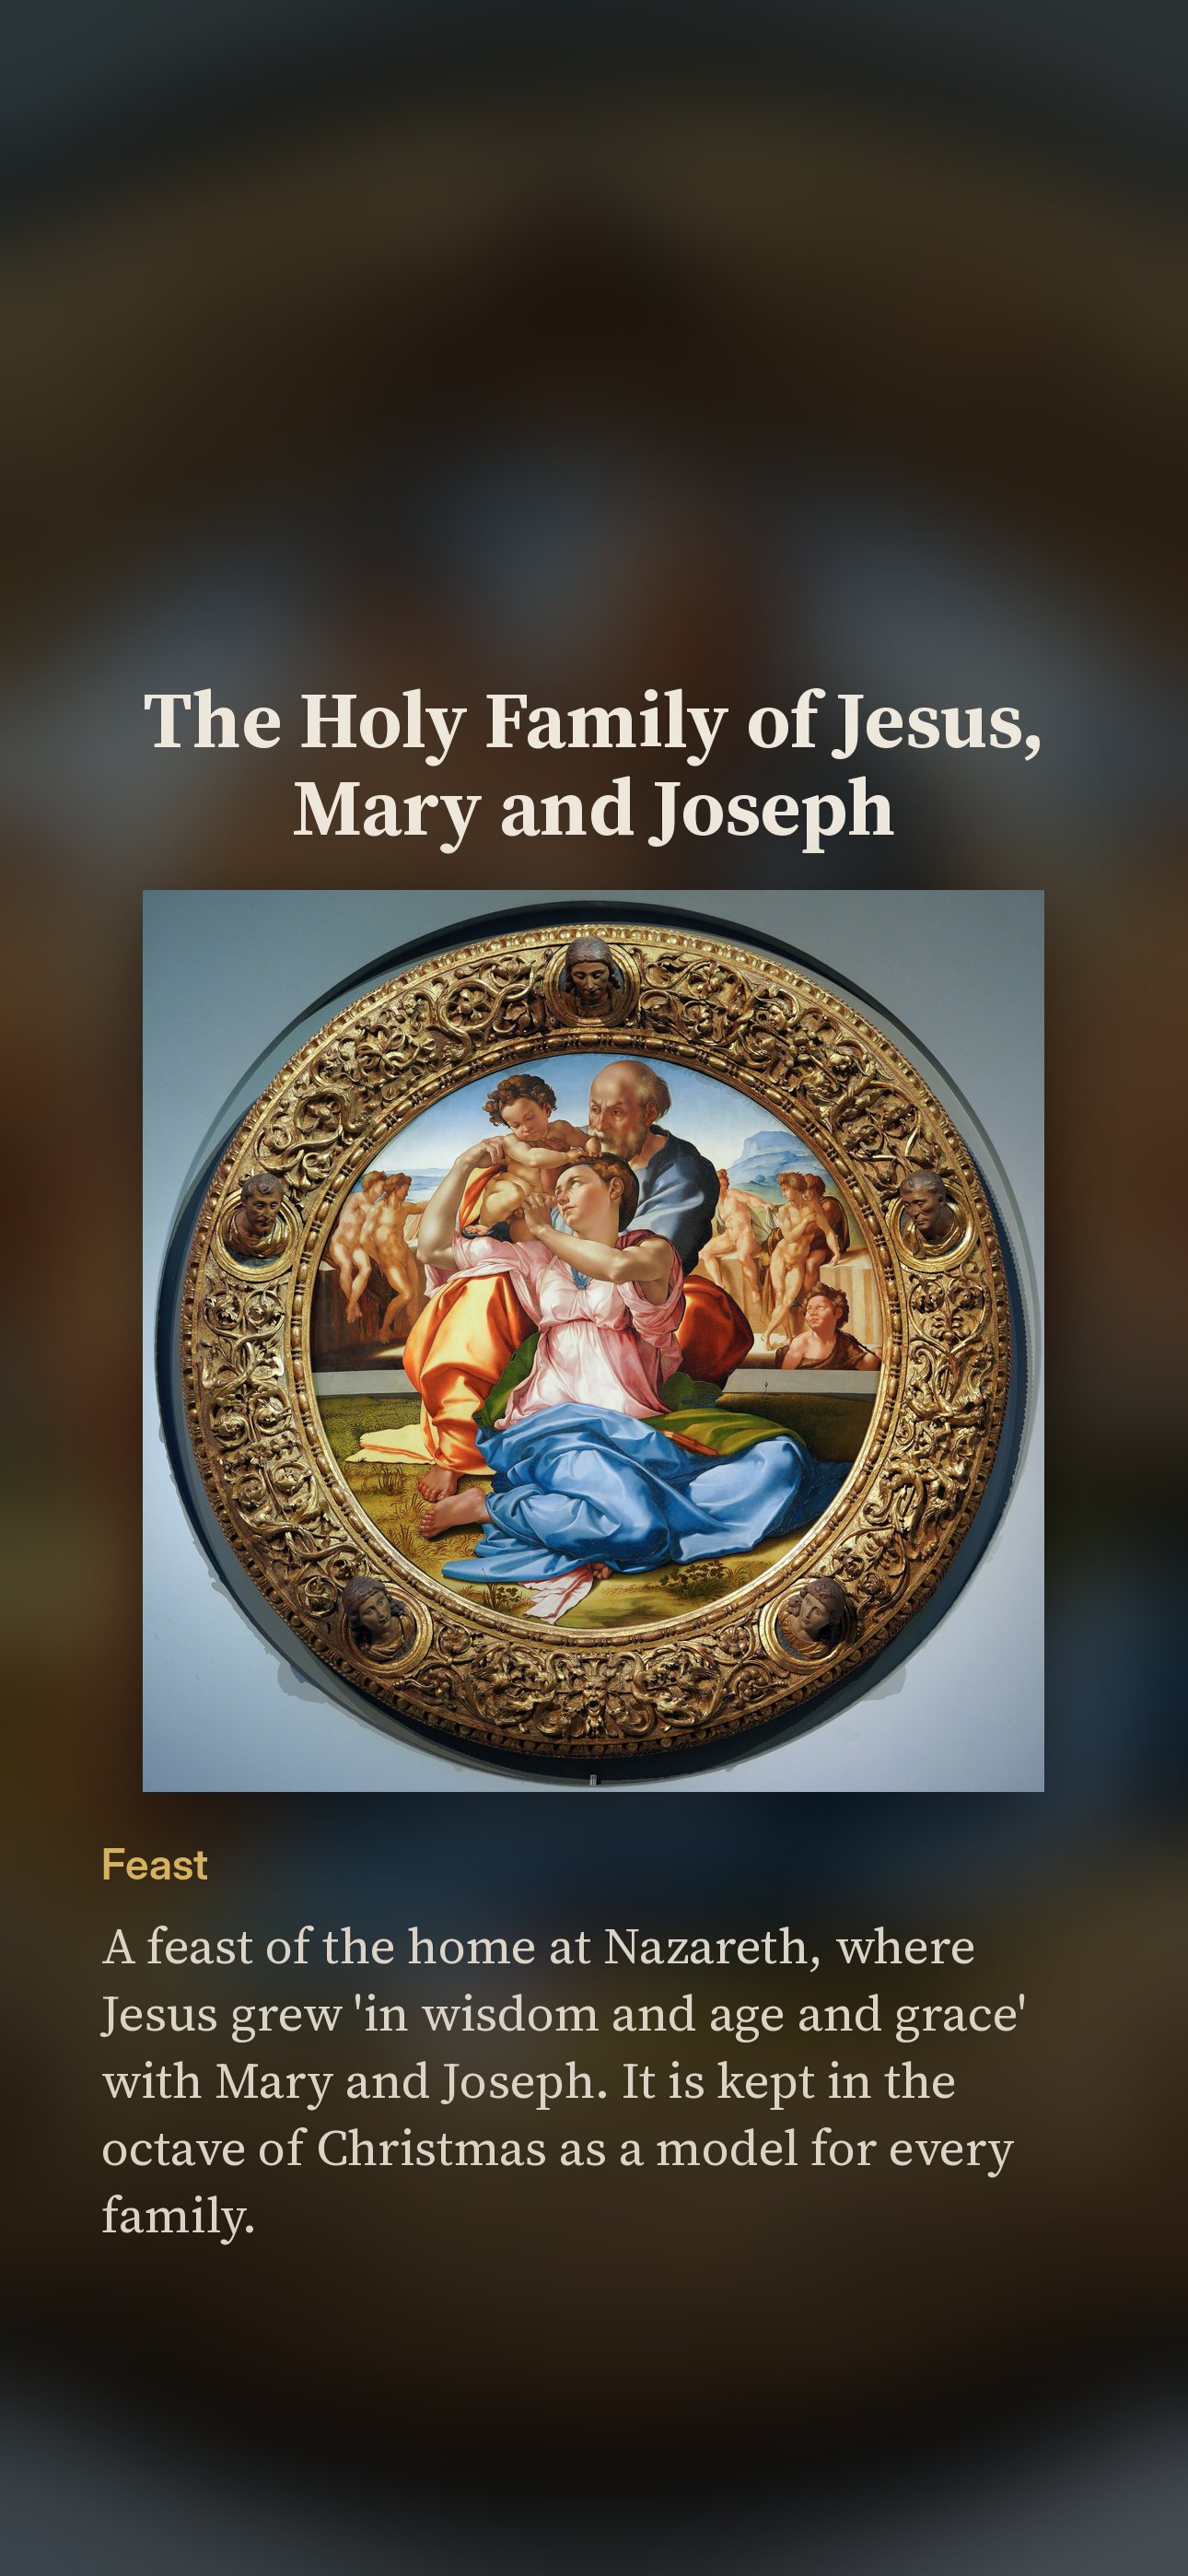 The Holy Family of Jesus,
Mary and Joseph
Feast
A feast of the home at Nazareth, where
Jesus grew 'in wisdom and age and grace'
with Mary and Joseph. It is kept in the
octave of Christmas as a model for every
family.